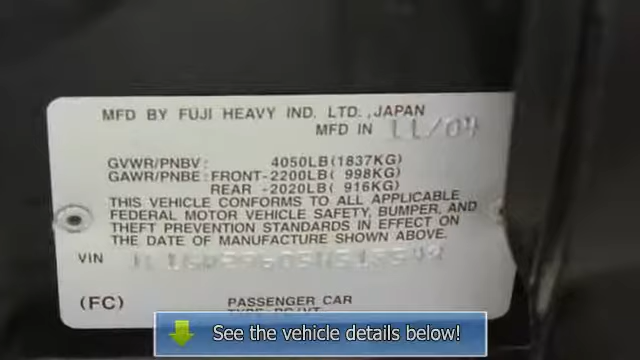 MFD BY FUJI HEAVY IND. LTD.,JAPAN
MFD IN 11/04
GVWR/PNBV: 4050LB(1837KG)
GAWR/PNBE: FRONT-2200LB( 998KG)
REAR -2020LB( 916KG)
THIS VEHICLE CONFORMS TO ALL APPLICABLE
FEDERAL MOTOR VEHICLE SAFETY, BUMPER, AND
THEFT PREVENTION STANDARDS IN EFFECT ON
THE DATE OF MANUFACTURE SHOWN ABOVE.
VIN
(FC) PASSENGER CAR
See the vehicle details below!